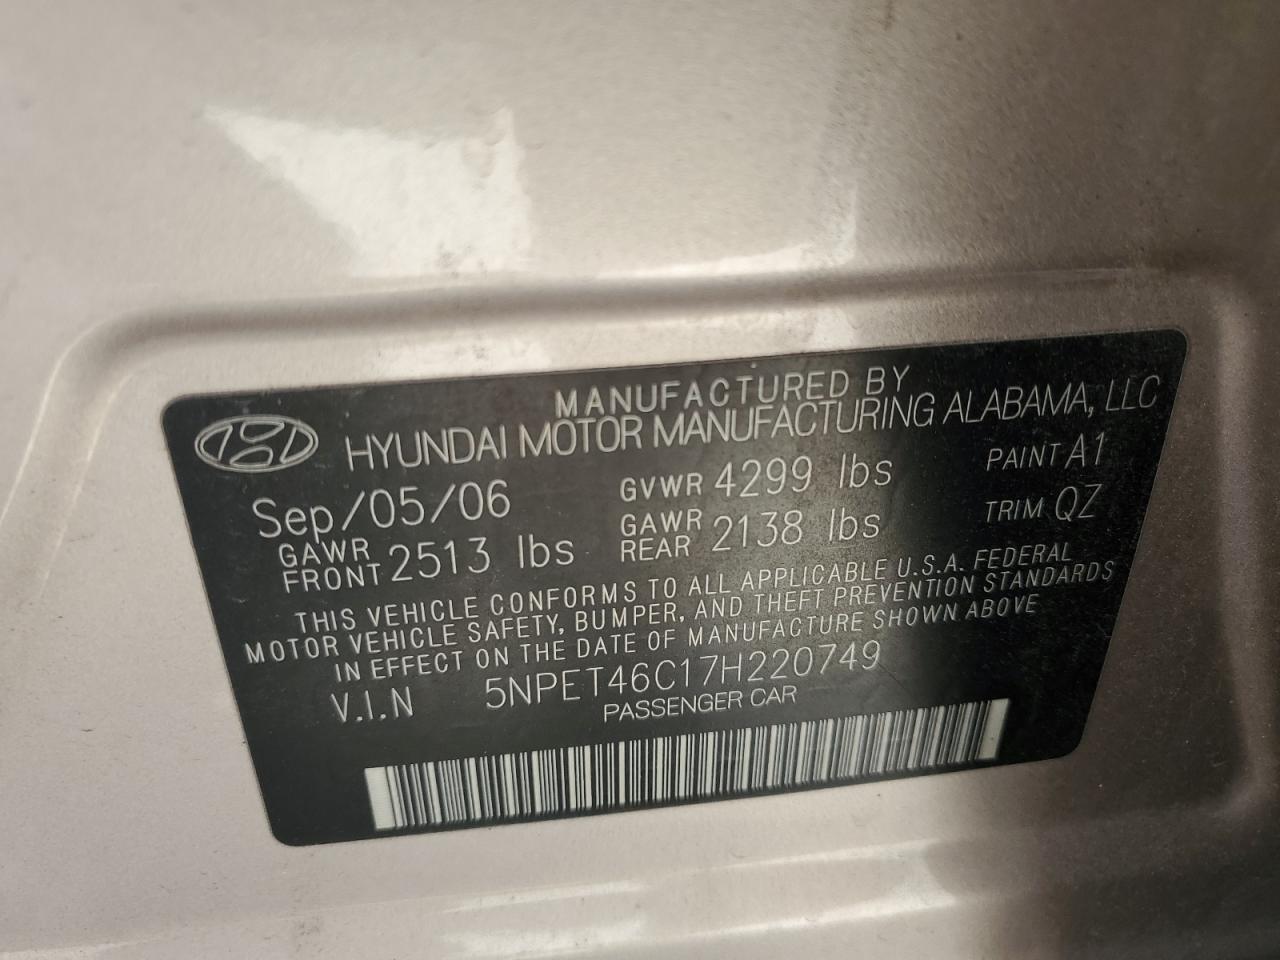 MANUFACTURED BY
HYUNDAI MOTOR MANUFACTURING ALABAMA, LLC
Sep/05/06 GVWR 4299 lbs PAINT A1
GAWR FRONT 2513 lbs GAWR REAR 2138 lbs TRIM QZ
THIS VEHICLE CONFORMS TO ALL APPLICABLE U.S.A. FEDERAL
MOTOR VEHICLE SAFETY, BUMPER, AND THEFT PREVENTION STANDARDS
IN EFFECT ON THE DATE OF MANUFACTURE SHOWN ABOVE
V.I.N 5NPET46C17H220749
PASSENGER CAR